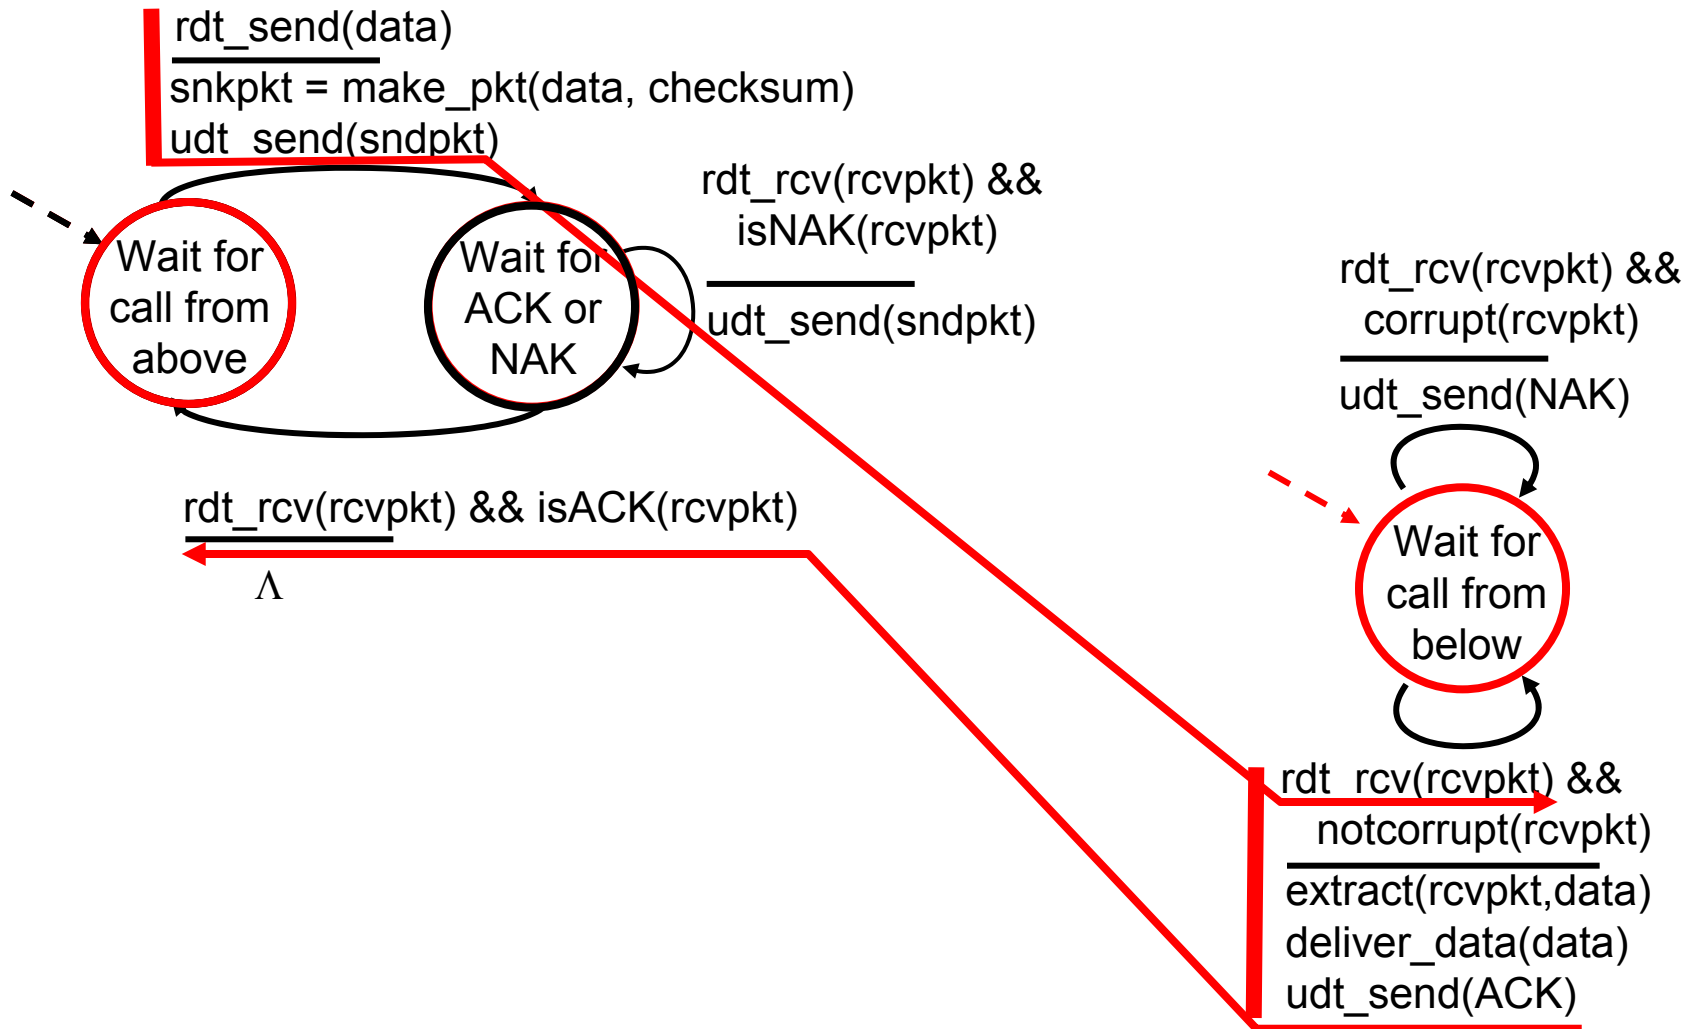 rdt_send(data)
snkpkt = make_pkt(data, checksum)
udt_send(sndpkt)
Wait for
call from
above
Wait for
ACK or
NAK
rdt_rcv(rcvpkt) &&
isNAK(rcvpkt)
udt_send(sndpkt)
rdt_rcv(rcvpkt) && isACK(rcvpkt)
Λ
rdt_rcv(rcvpkt) &&
corrupt(rcvpkt)
udt_send(NAK)
Wait for
call from
below
rdt_rcv(rcvpkt) &&
notcorrupt(rcvpkt)
extract(rcvpkt,data)
deliver_data(data)
udt_send(ACK)